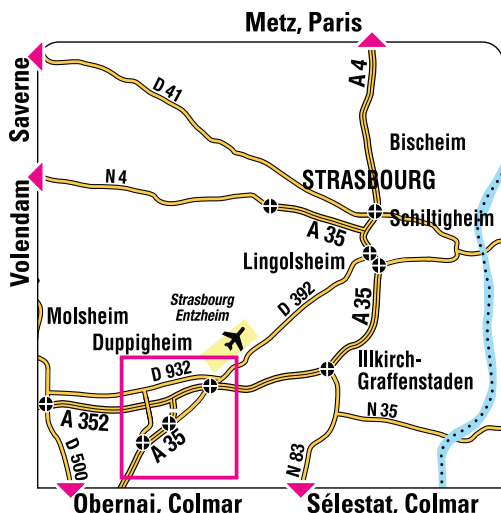 Metz, Paris
Saverne
D 41
A 4
Bischeim
Volendam
N 4
STRASBOURG
Schiltigheim
A 35
Lingolsheim
Strasbourg
Entzheim
D 392
A 35
Molsheim
Duppigheim
D 932
Illkirch-
Graffenstaden
A 352
A 35
N 35
D 500
N 83
Obernai, Colmar
Sélestat, Colmar